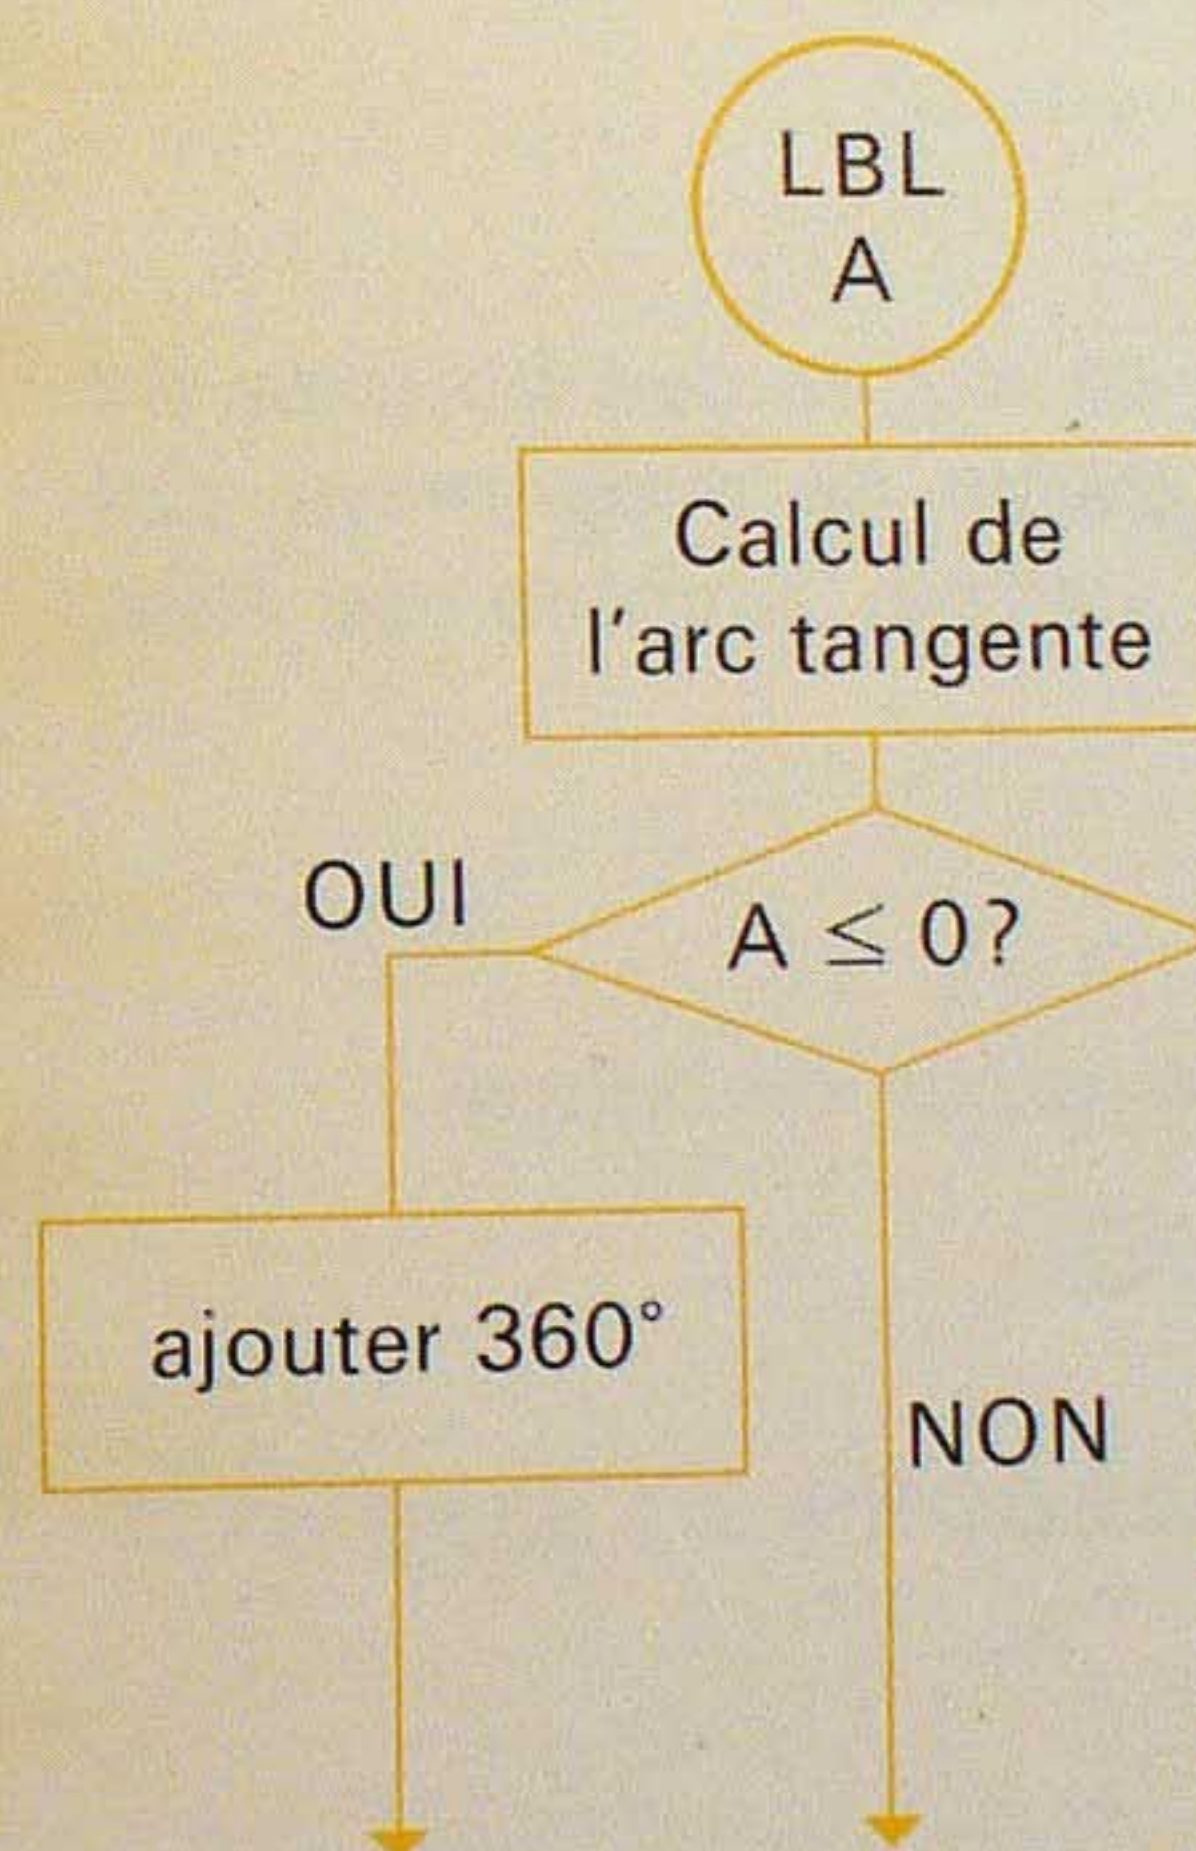 LBL
A
Calcul de
l'arc tangente
OUI
A ≤ 0?
ajouter 360°
NON